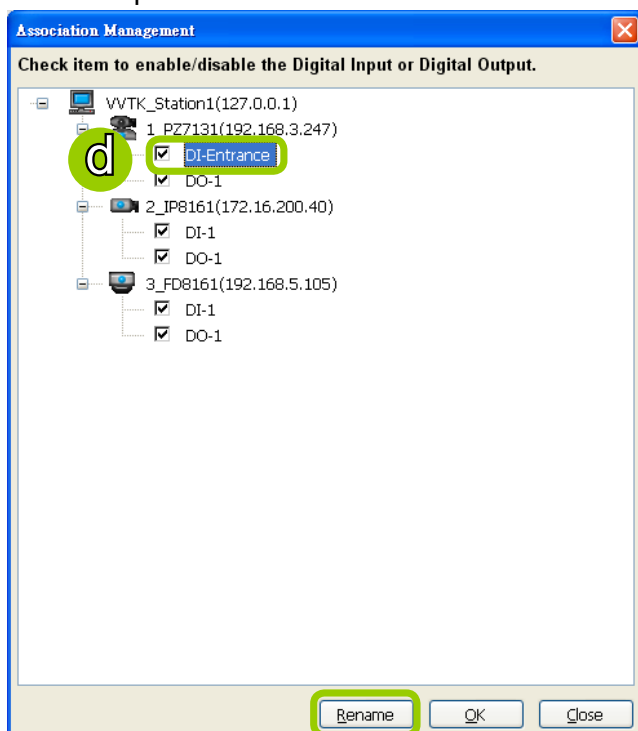 Association Management
Check item to enable/disable the Digital Input or Digital Output.
VVTK_Station1(127.0.0.1)
1_PZ7131(192.168.3.247)
d
DI-Entrance
DO-1
2_IP8161(172.16.200.40)
DI-1
DO-1
3_FD8161(192.168.5.105)
DI-1
DO-1
Rename OK Close